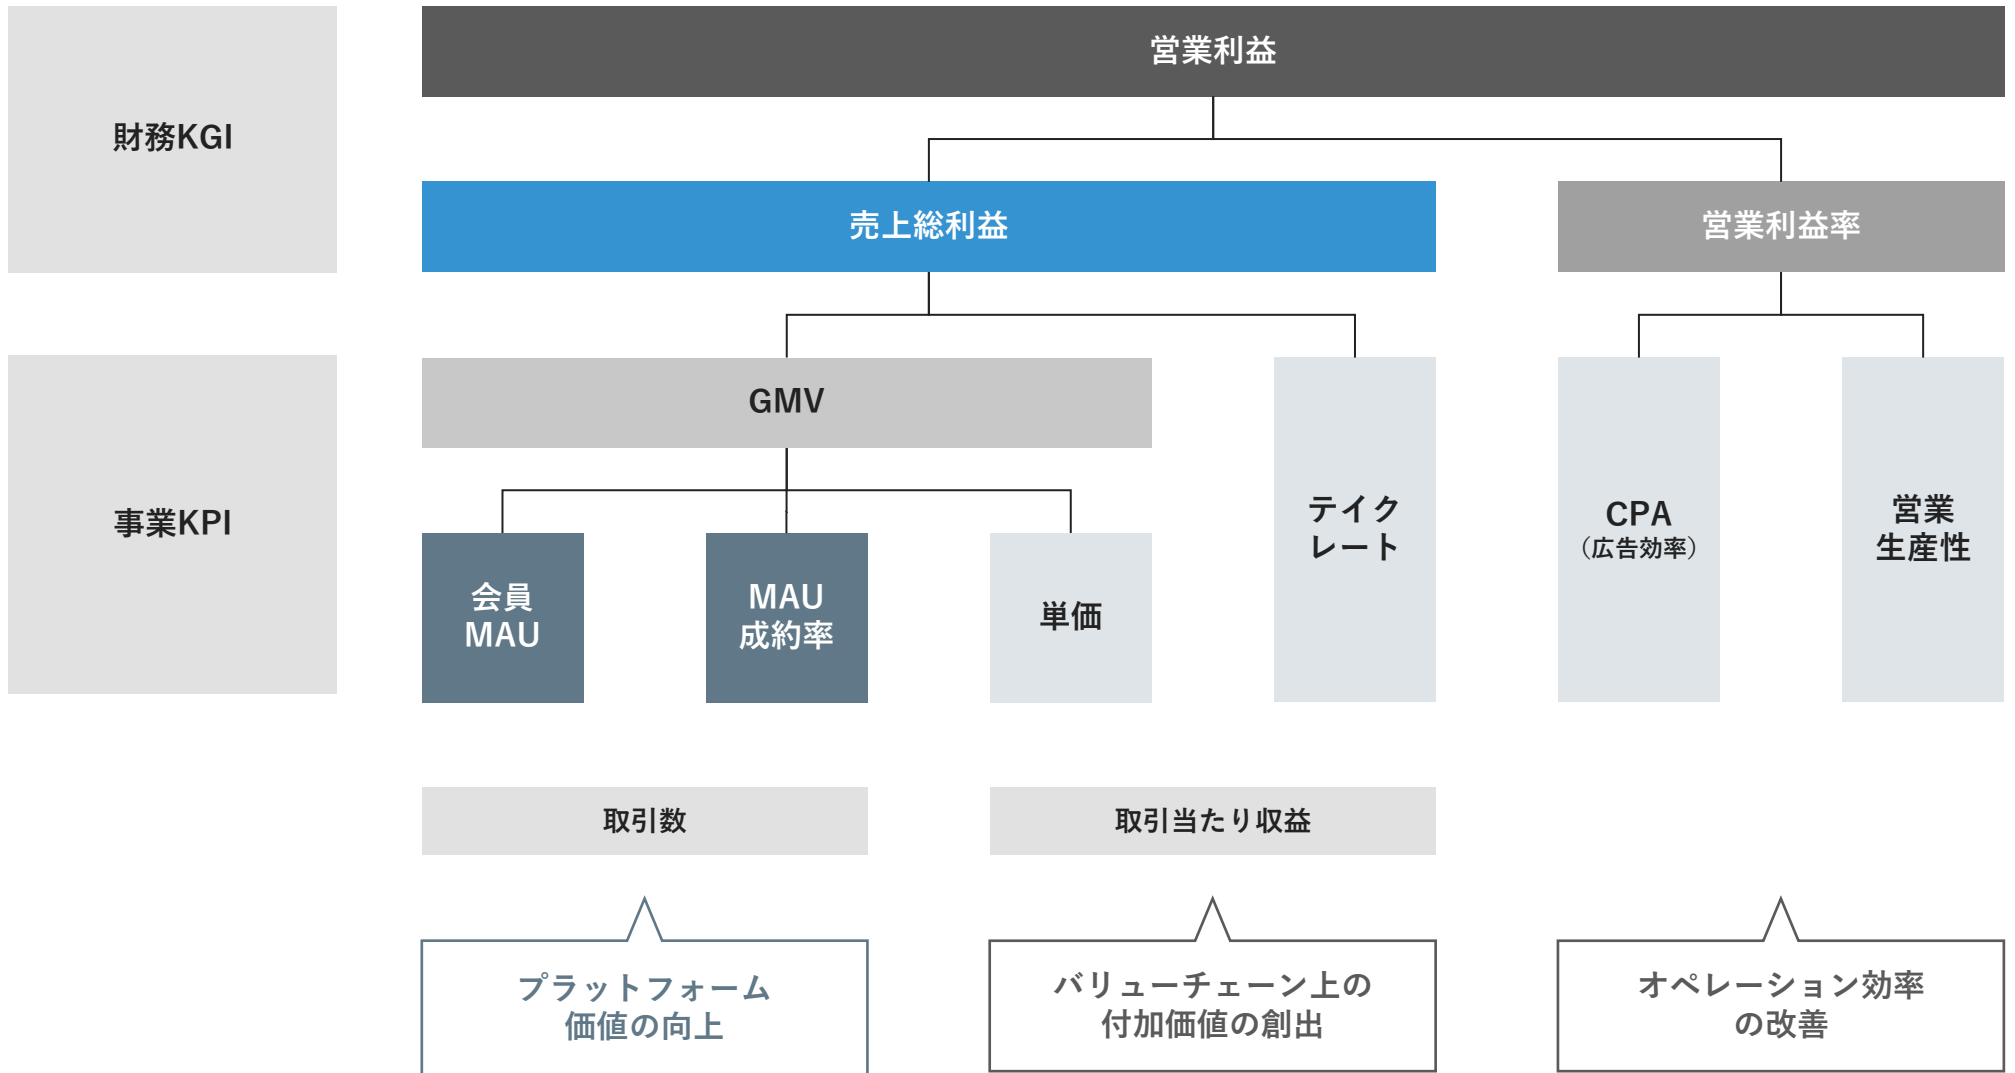 財務KGI
営業利益
売上総利益
営業利益率
事業KPI
GMV
テイク
レート
CPA
（広告効率）
営業
生産性
会員
MAU
MAU
成約率
単価
取引数
取引当たり収益
プラットフォーム
価値の向上
バリューチェーン上の
付加価値の創出
オペレーション効率
の改善